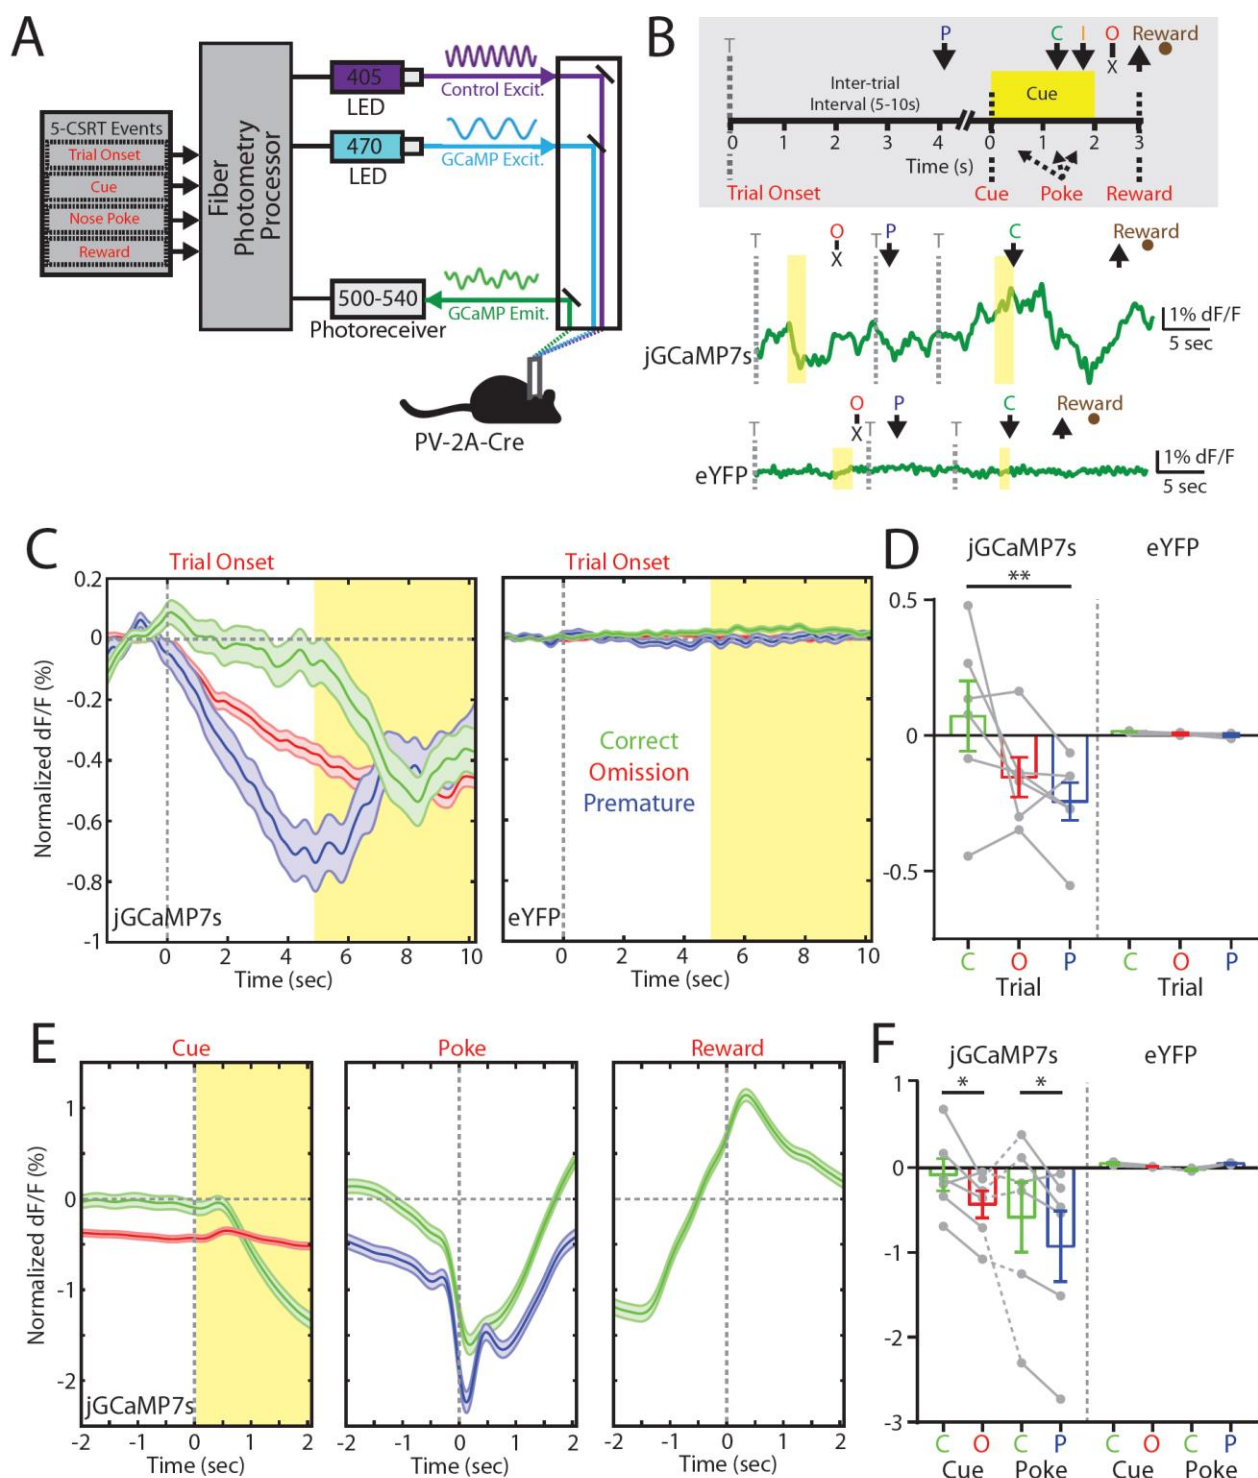 A
5-CSRT Events
Trial Onset
Cue
Nose Poke
Reward
Fiber
Photometry
Processor
405
LED
Control Excit.
470
LED
GCaMP Excit.
500-540
Photoreceiver
GCaMP Emit.
PV-2A-Cre
B
T
P
C
I
O
X
Reward
Inter-trial
Interval (5-10s)
Cue
0 1 2 3 4 0 1 2 3
Time (s)
Trial Onset
Cue
Poke
Reward
T
O
X
T
P
T
C
Reward
jGCaMP7s
1% dF/F
5 sec
T
O
X
T
P
T
C
Reward
eYFP
1% dF/F
5 sec
C
Trial Onset
Trial Onset
Normalized dF/F (%)
0.2
0
-0.2
-0.4
-0.6
-0.8
-1
jGCaMP7s
0 2 4 6 8 10
Time (sec)
Correct
Omission
Premature
eYFP
0 2 4 6 8 10
Time (sec)
D
jGCaMP7s
eYFP
**
0.5
0
-0.5
C O P
Trial
C O P
Trial
E
Cue
Poke
Reward
Normalized dF/F (%)
1
0
-1
-2
jGCaMP7s
-2 -1 0 1 2
Time (sec)
-2 -1 0 1 2
Time (sec)
-2 -1 0 1 2
Time (sec)
F
jGCaMP7s
eYFP
* *
1
0
-1
-2
-3
C O C P
Cue Poke
C O C P
Cue Poke